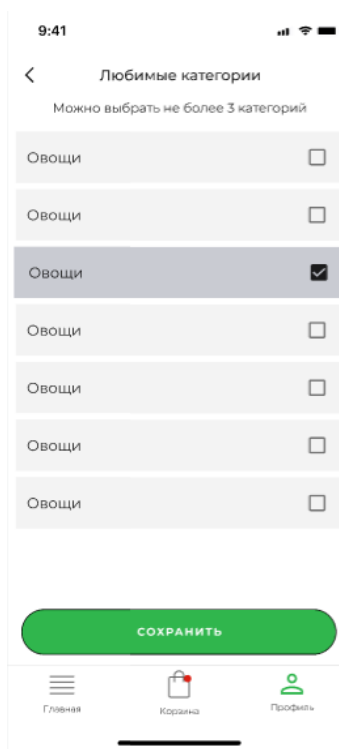 9:41
Любимые категории
Можно выбрать не более 3 категорий
Овощи
Овощи
Овощи
Овощи
Овощи
Овощи
Овощи
СОХРАНИТЬ
Главная Корзина Профиль